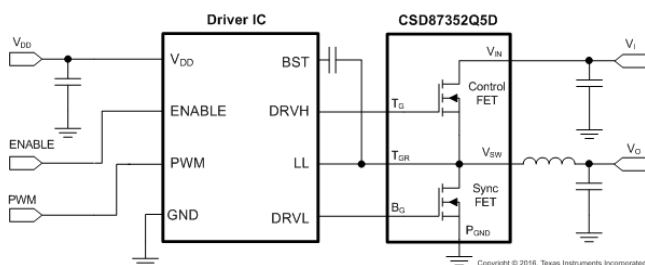 Driver IC
CSD87352Q5D
VDD
VDD
BST
VIN
VI
Control
FET
ENABLE
DRVH
TG
ENABLE
PWM
LL
TGR
VSW
VO
PWM
Sync
FET
GND
DRVL
BG
PGND
Copyright © 2016, Texas Instruments Incorporated